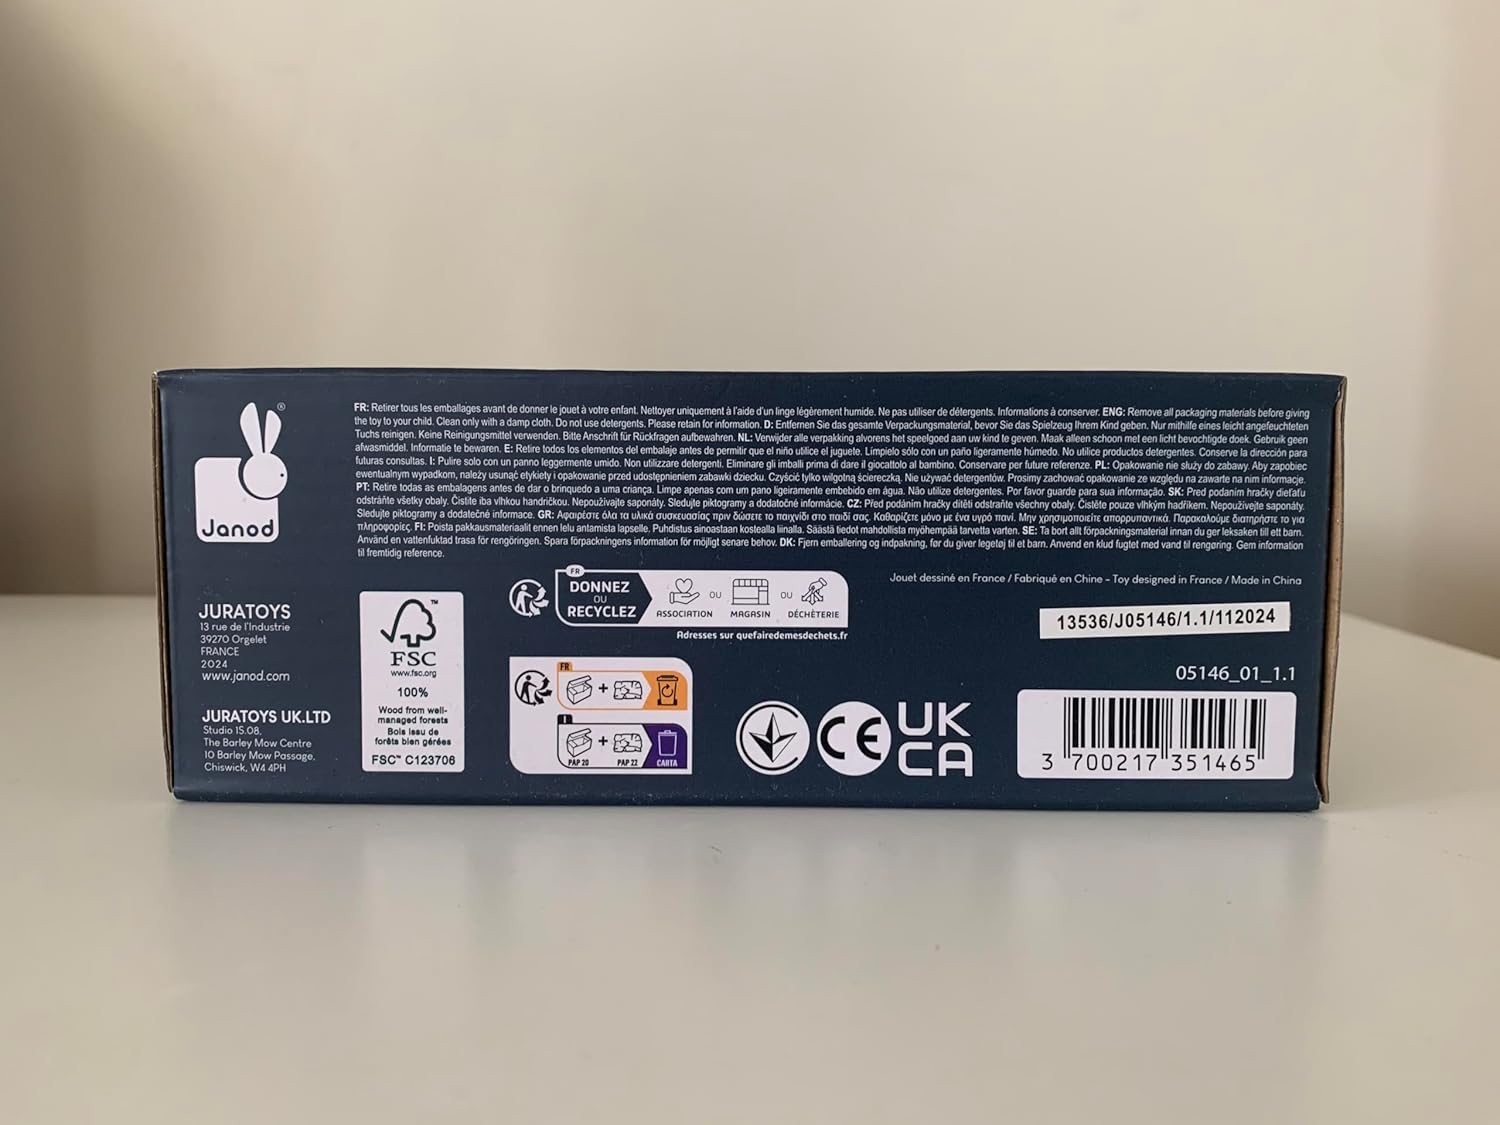 ®
Janod
FR: Retirer tous les emballages avant de donner le jouet à votre enfant. Nettoyer uniquement à l'aide d'un linge légèrement humide. Ne pas utiliser de détergents. Informations à conserver. ENG: Remove all packaging materials before giving
the toy to your child. Clean only with a damp cloth. Do not use detergents. Please retain for information. D: Entfernen Sie das gesamte Verpackungsmaterial, bevor Sie das Spielzeug Ihrem Kind geben. Nur mithilfe eines leicht angefeuchteten
Tuchs reinigen. Keine Reinigungsmittel verwenden. Bitte Anschrift für Rückfragen aufbewahren. NL: Verwijder alle verpakking alvorens het speelgoed aan uw kind te geven. Maak alleen schoon met een licht bevochtigde doek. Gebruik geen
afwasmiddel. Informatie te bewaren. E: Retire todos los elementos del embalaje antes de permitir que el niño utilice el juguete. Límpielo sólo con un paño ligeramente húmedo. No utilice productos detergentes. Conserve la dirección para
futuras consultas. I: Pulire solo con un panno leggermente umido. Non utilizzare detergenti. Eliminare gli imballi prima di dare il giocattolo al bambino. Conservare per future referenze. PL: Opakowanie nie służy do zabawy. Aby zapobiec
ewentualnym wypadkom, należy usunąć etykiety i opakowanie przed udostępnieniem zabawki dziecku. Czyścić tylko wilgotną ściereczką. Nie używać detergentów. Prosimy zachować opakowanie ze względu na zawarte na nim informacje.
PT: Retire todas as embalagens antes de dar o brinquedo a uma criança. Limpe apenas com um pano ligeiramente embebido em água. Não utilize detergentes. Por favor guarde para sua informação. SK: Pred podaním hračky dieťaťu
odstráňte všetky obaly. Čistite iba vlhkou handričkou. Nepoužívajte saponáty. Sledujte piktogramy a dodatočné informácie. CZ: Před podáním hračky dítěti odstraňte všechny obaly. Čistěte pouze vlhkým hadříkem. Nepoužívejte saponáty.
Sledujte piktogramy a dodatečné informace. GR: Αφαιρέστε όλα τα υλικά συσκευασίας πριν δώσετε το παιχνίδι στο παιδί σας. Καθαρίζετε μόνο με ένα υγρό πανί. Μην χρησιμοποιείτε απορρυπαντικά. Παρακαλούμε διατηρήστε το για
πληροφορίες. FI: Poista pakkausmateriaalit ennen lelu antamista lapselle. Puhdistus ainoastaan kostealla liinalla. Säästä tiedot mahdollista myöhempää tarvetta varten. SE: Ta bort allt förpackningsmaterial innan du ger leksaken till ett barn.
Använd en vattenfuktad trasa för rengöringen. Spara förpackningens information för möjligt senare behov. DK: Fjern emballering og indpakning, før du giver legetøj til et barn. Anvend en klud fugtet med vand til rengøring. Gem information
til fremtidig reference.
Jouet dessiné en France / Fabriqué en Chine - Toy designed in France / Made in China
JURATOYS
13 rue de l'Industrie
39270 Orgelet
FRANCE
2024
www.janod.com
JURATOYS UK.LTD
Studio 15.08.
The Barley Mow Centre
10 Barley Mow Passage.
Chiswick, W4 4PH
TM
FSC
www.fsc.org
100%
Wood from well-
managed forests
Bois issu de
forêts bien gérées
FSC™ C123706
FR
DONNEZ
OU
RECYCLEZ
ASSOCIATION
OU
MAGASIN
OU
DÉCHÈTERIE
Adresses sur quefairedemesdechets.fr
FR
+
I
+
PAP 20
PAP 22
CARTA
CE
UK
CA
13536/J05146/1.1/112024
05146_01_1.1
3 700217 351465